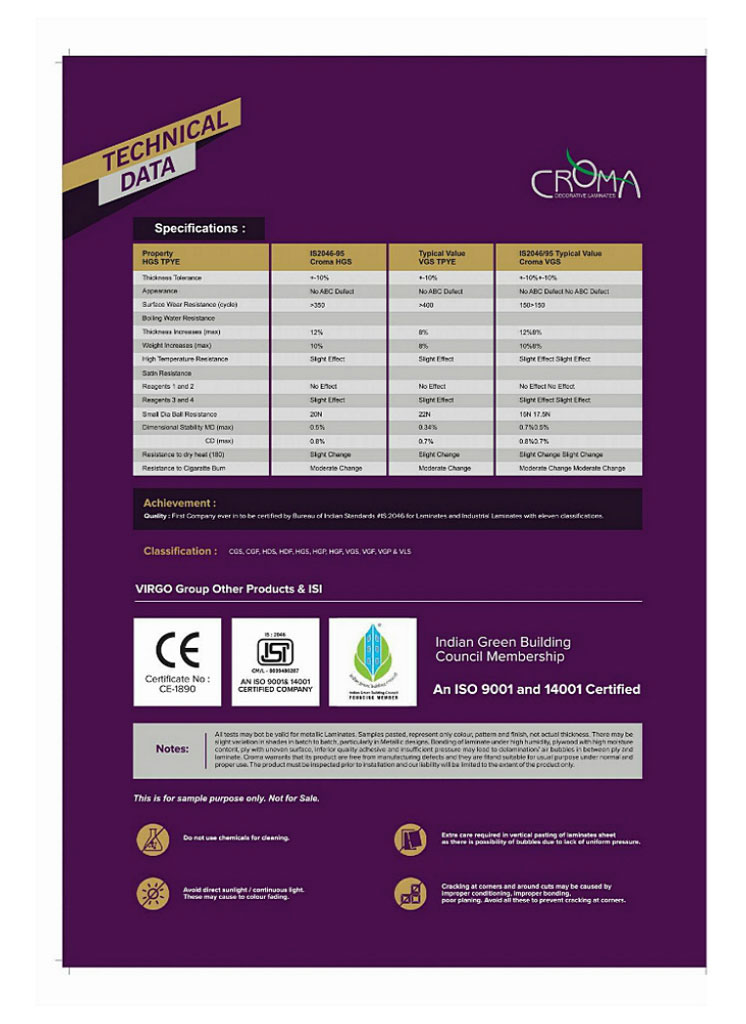 TECHNICAL
DATA
CROMA
DECORATIVE LAMINATES
Specifications :
Property HGS TPYE | IS2046-95 Croma HGS | Typical Value VGS TPYE | IS2046/95 Typical Value Croma VGS
Thickness Tolerance | +-10% | +-10% | +-10%+-10%
Appearance | No ABC Defect | No ABC Defect | No ABC Defect No ABC Defect
Surface Wear Resistance (cycle) | >350 | >400 | 150>150
Boiling Water Resistance
Thickness Increases (max) | 12% | 8% | 12%8%
Weight Increases (max) | 10% | 8% | 10%8%
High Temperature Resistance | Slight Effect | Slight Effect | Slight Effect Slight Effect
Satin Resistance
Reagents 1 and 2 | No Effect | No Effect | No Effect No Effect
Reagents 3 and 4 | Slight Effect | Slight Effect | Slight Effect Slight Effect
Small Dia Ball Resistance | 20N | 22N | 15N 17.5N
Dimensional Stability MD (max) | 0.5% | 0.34% | 0.7%0.5%
CD (max) | 0.8% | 0.7% | 0.8%0.7%
Resistance to dry heat (180) | Slight Change | Slight Change | Slight Change Slight Change
Resistance to Cigarette Burn | Moderate Change | Moderate Change | Moderate Change Moderate Change
Achievement :
Quality : First Company ever in to be certified by Bureau of Indian Standards #IS:2046 for Laminates and Industrial Laminates with eleven classifications.
Classification : CGS, CGF, HDS, HDF, HGS, HGP, HGF, VGS, VGF, VGP & VLS
VIRGO Group Other Products & ISI
CE
Certificate No :
CE-1890
IS : 2046
ISI
CM/L - 9699486287
AN ISO 9001& 14001
CERTIFIED COMPANY
indian green building council
Indian Green Building Council
FOUNDING MEMBER
Indian Green Building
Council Membership
An ISO 9001 and 14001 Certified
Notes:
All tests may bot be valid for metallic Laminates. Samples pasted, represent only colour, pattern and finish, not actual thickness. There may be
slight variation in shades in batch to batch, particularly in Metallic designs. Bonding of laminate under high humidity, plywood with high moisture
content, ply with uneven surface, inferior quality adhesive and insufficient pressure may lead to delamination/ air bubbles in between ply and
laminate. Croma warrants that its product are free from manufacturing defects and they are fitend suitable for usual purpose under normal and
proper use. The product must be inspected prior to installation and our liability will be limited to the extent of the product only.
This is for sample purpose only. Not for Sale.
Do not use chemicals for cleaning.
Extra care required in vertical pasting of laminates sheet
as there is possibility of bubbles due to lack of uniform pressure.
Avoid direct sunlight / continuous light.
These may cause to colour fading.
Cracking at corners and around cuts may be caused by
improper conditioning, improper bonding,
poor planing. Avoid all these to prevent cracking at corners.